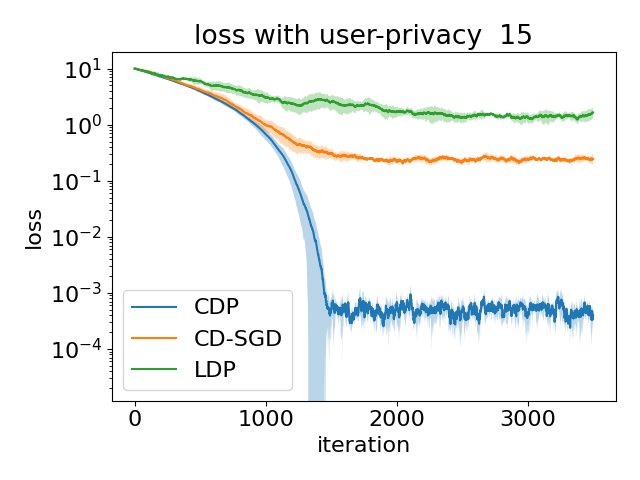 loss with user-privacy  15
loss
10¹
10⁰
10⁻¹
10⁻²
10⁻³
10⁻⁴
CDP
CD-SGD
LDP
0 1000 2000 3000
iteration